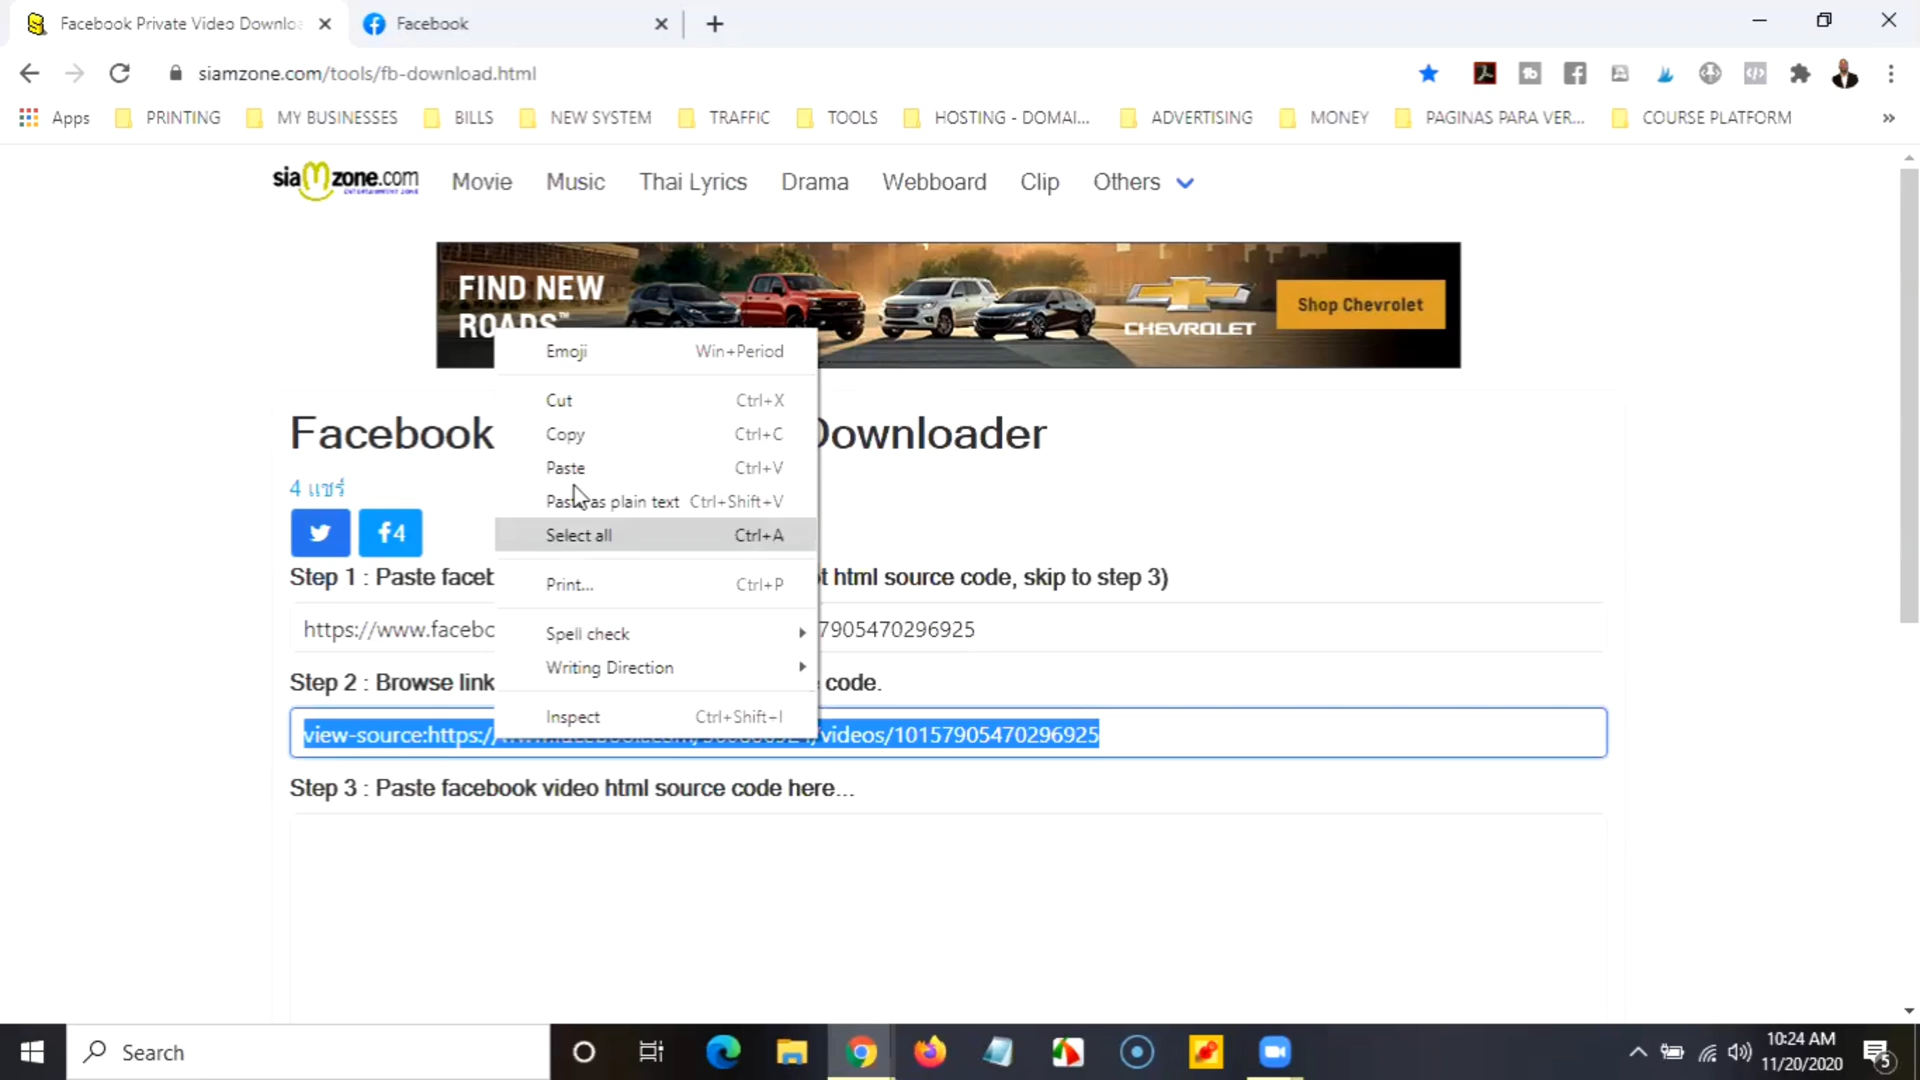 Facebook Private Video Downloa
Facebook
siamzone.com/tools/fb-download.html
Apps
PRINTING
MY BUSINESSES
BILLS
NEW SYSTEM
TRAFFIC
TOOLS
HOSTING - DOMAI...
ADVERTISING
MONEY
PAGINAS PARA VER...
COURSE PLATFORM
»
siamzone.com
Movie
Music
Thai Lyrics
Drama
Webboard
Clip
Others
FIND NEW
ROADS™
CHEVROLET
Shop Chevrolet
Emoji Win+Period
Cut Ctrl+X
Copy Ctrl+C
Paste Ctrl+V
Paste as plain text Ctrl+Shift+V
Select all Ctrl+A
Print... Ctrl+P
Spell check
Writing Direction
Inspect Ctrl+Shift+I
Facebook Downloader
4 แชร์
4
Step 1 : Paste html source code, skip to step 3)
https://www. 7905470296925
Step 2 : Browse link code.
view-source:https:// /videos/10157905470296925
Step 3 : Paste facebook video html source code here...
Search
10:24 AM
11/20/2020
5